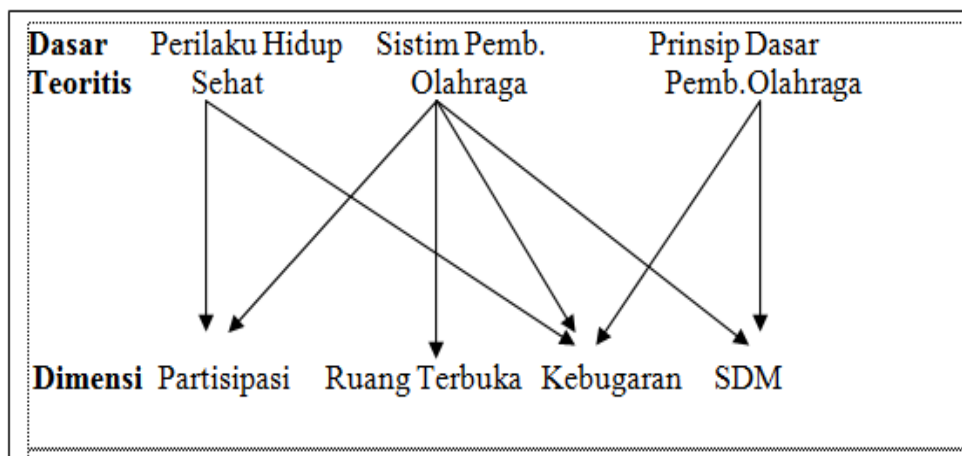 Dasar Perilaku Hidup Sistim Pemb. Prinsip Dasar
Teoritis Sehat Olahraga Pemb.Olahraga
Dimensi Partisipasi Ruang Terbuka Kebugaran SDM